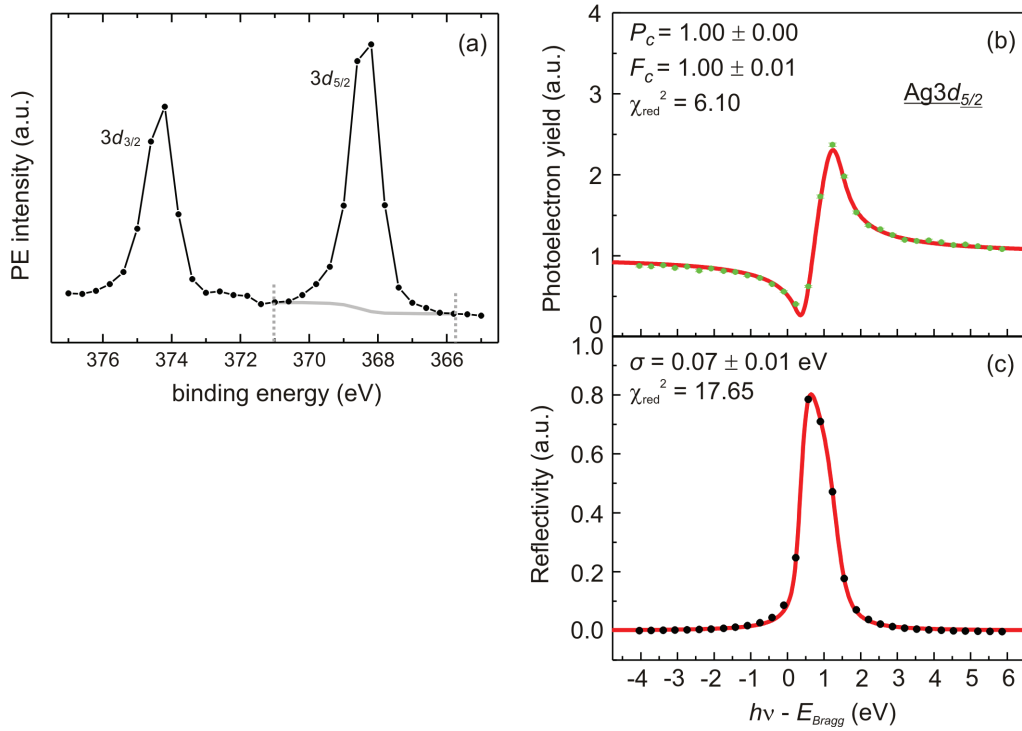 (a)
3d5/2
3d3/2
PE intensity (a.u.)
376 374 372 370 368 366
binding energy (eV)
(b)
Pc = 1.00 ± 0.00
Fc = 1.00 ± 0.01
χred² = 6.10
Ag3d5/2
Photoelectron yield (a.u.)
4
3
2
1
0
(c)
σ = 0.07 ± 0.01 eV
χred² = 17.65
Reflectivity (a.u.)
1.0
0.8
0.6
0.4
0.2
0.0
-4 -3 -2 -1 0 1 2 3 4 5 6
hν - EBragg (eV)